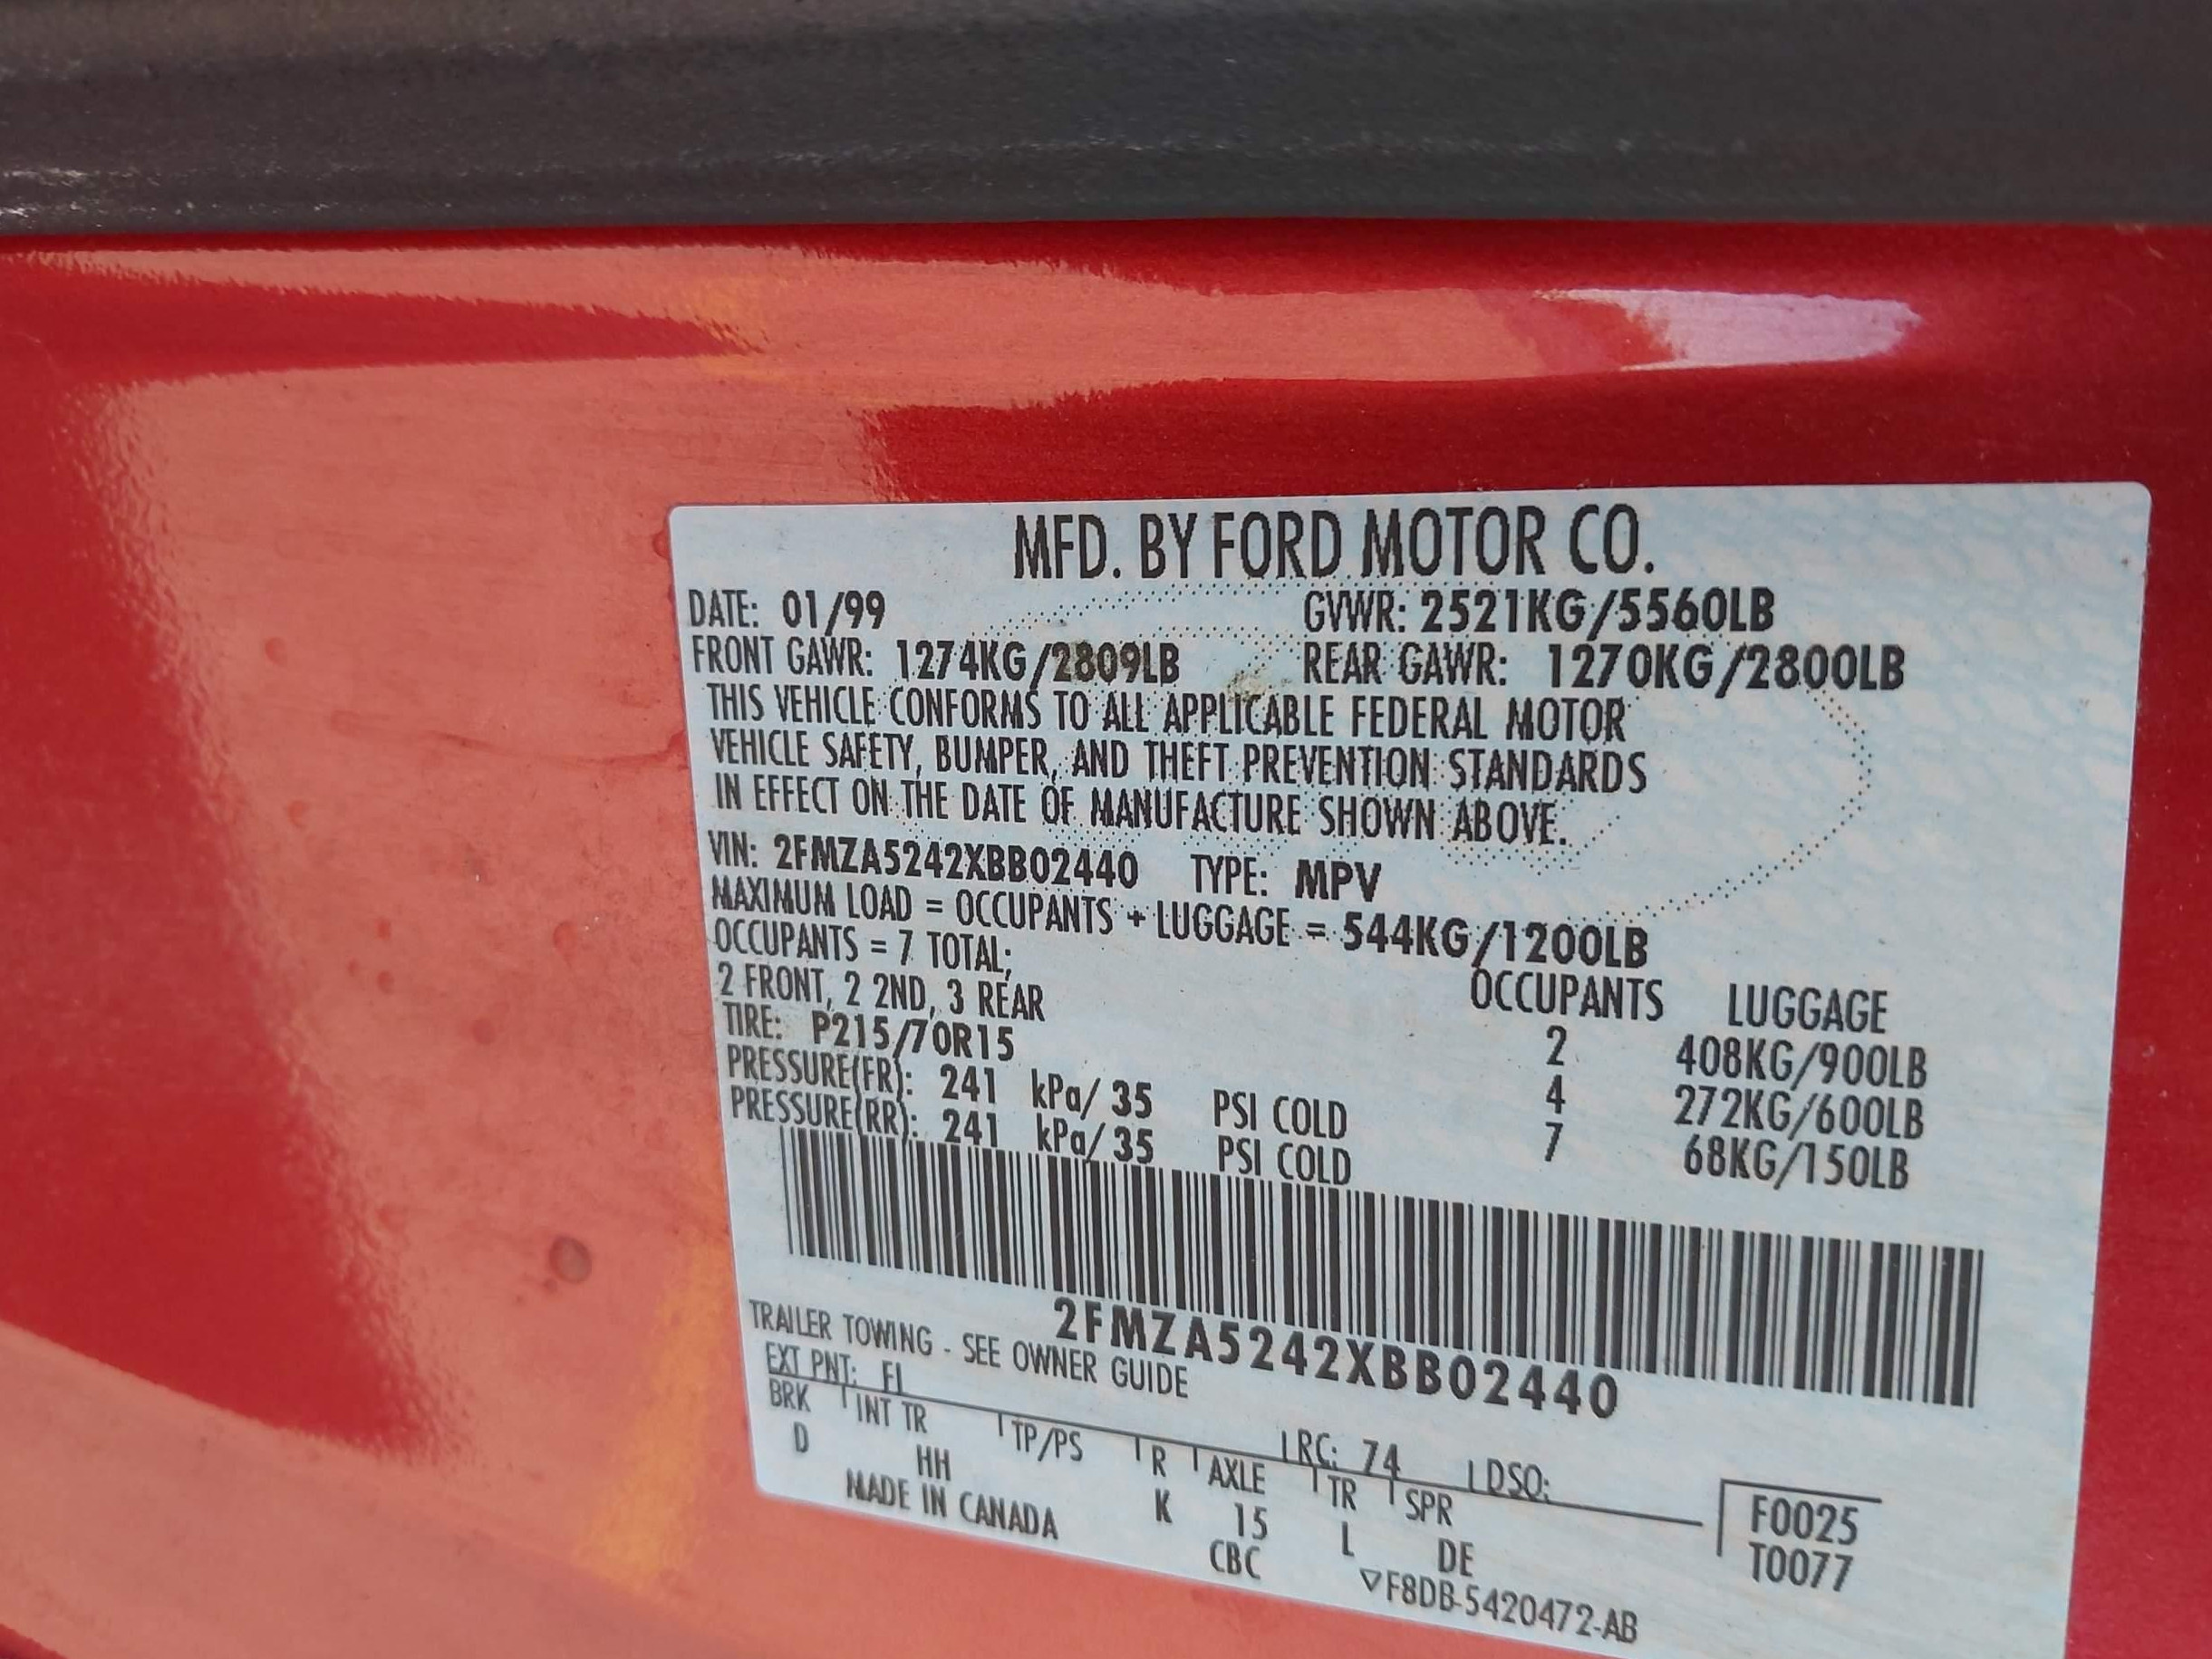 MFD. BY FORD MOTOR CO.
DATE: 01/99 GVWR: 2521KG/5560LB
FRONT GAWR: 1274KG/2809LB REAR GAWR: 1270KG/2800LB
THIS VEHICLE CONFORMS TO ALL APPLICABLE FEDERAL MOTOR
VEHICLE SAFETY, BUMPER, AND THEFT PREVENTION STANDARDS
IN EFFECT ON THE DATE OF MANUFACTURE SHOWN ABOVE.
VIN: 2FMZA5242XBB02440 TYPE: MPV
MAXIMUM LOAD = OCCUPANTS + LUGGAGE = 544KG/1200LB
OCCUPANTS = 7 TOTAL; OCCUPANTS LUGGAGE
2 FRONT, 2 2ND, 3 REAR 2 408KG/900LB
TIRE: P215/70R15 4 272KG/600LB
PRESSURE(FR): 241 kPa/ 35 PSI COLD 7 68KG/150LB
PRESSURE(RR): 241 kPa/ 35 PSI COLD
2FMZA5242XBB02440
TRAILER TOWING - SEE OWNER GUIDE
EXT PNT: FL RC: 74 DSO:
BRK INT TR TP/PS R AXLE TR SPR F0025
D HH K 15 L DE T0077
MADE IN CANADA CBC ▽F8DB-5420472-AB